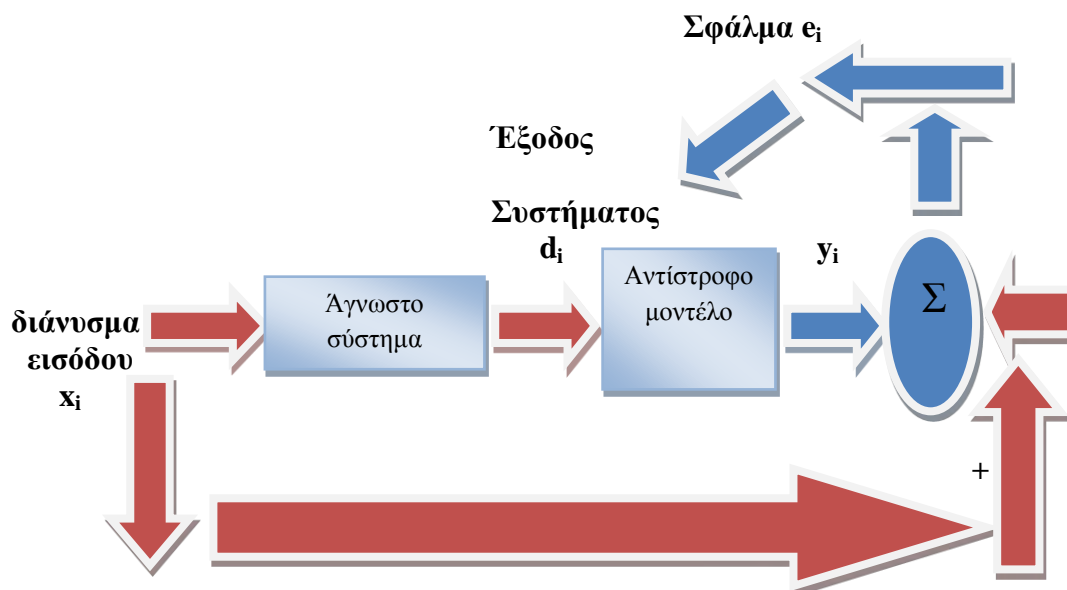 Σφάλμα eᵢ
Έξοδος
Συστήματος
dᵢ
yᵢ
Αντίστροφο
μοντέλο
Σ
Άγνωστο
σύστημα
διάνυσμα
εισόδου
xᵢ
+